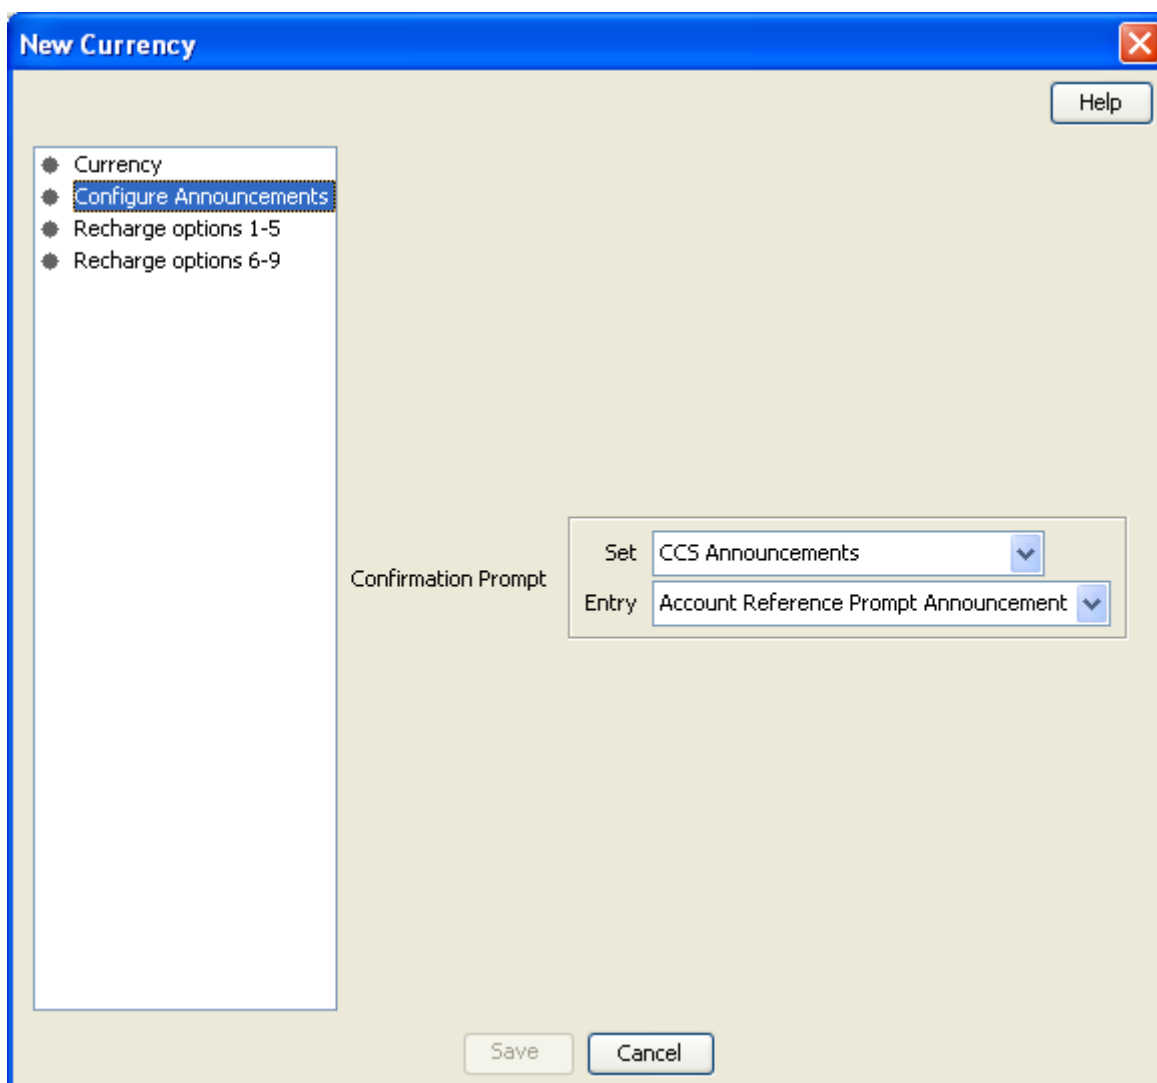 New Currency
Help
Currency
Configure Announcements
Recharge options 1-5
Recharge options 6-9
Set CCS Announcements
Confirmation Prompt
Entry Account Reference Prompt Announcement
Save Cancel